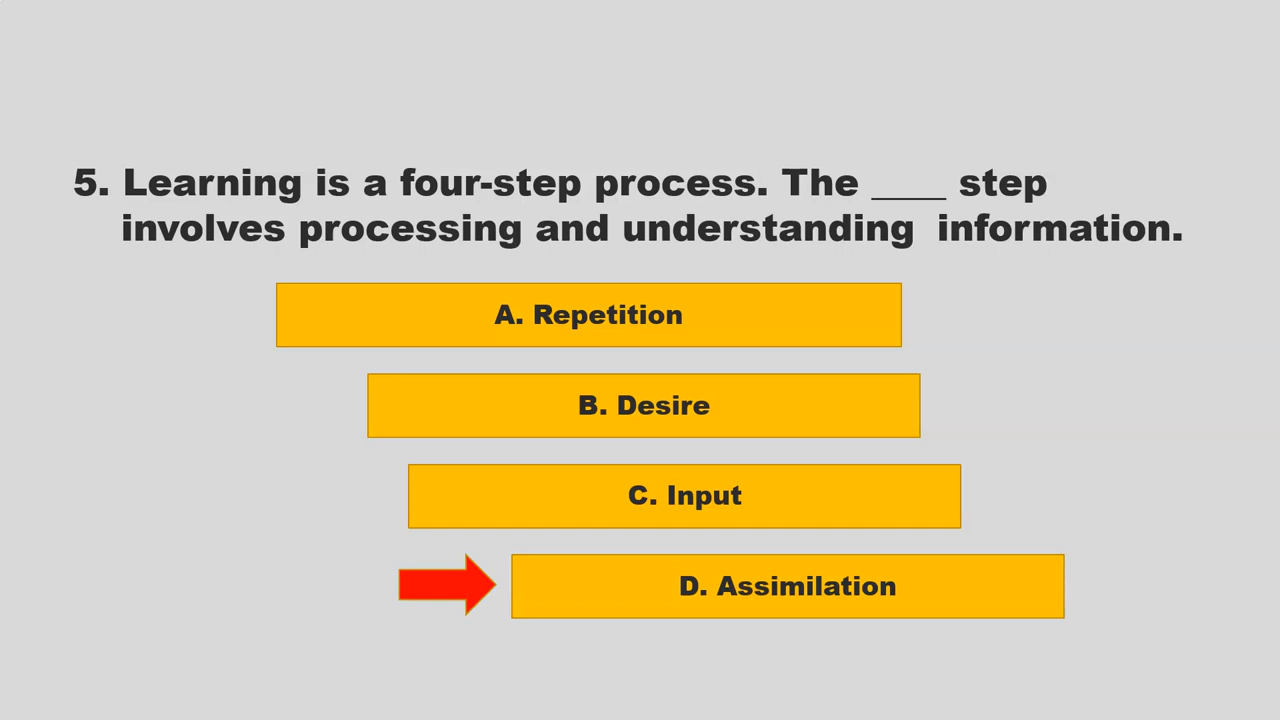 5. Learning is a four-step process. The ____ step
involves processing and understanding  information.
A. Repetition
B. Desire
C. Input
D. Assimilation